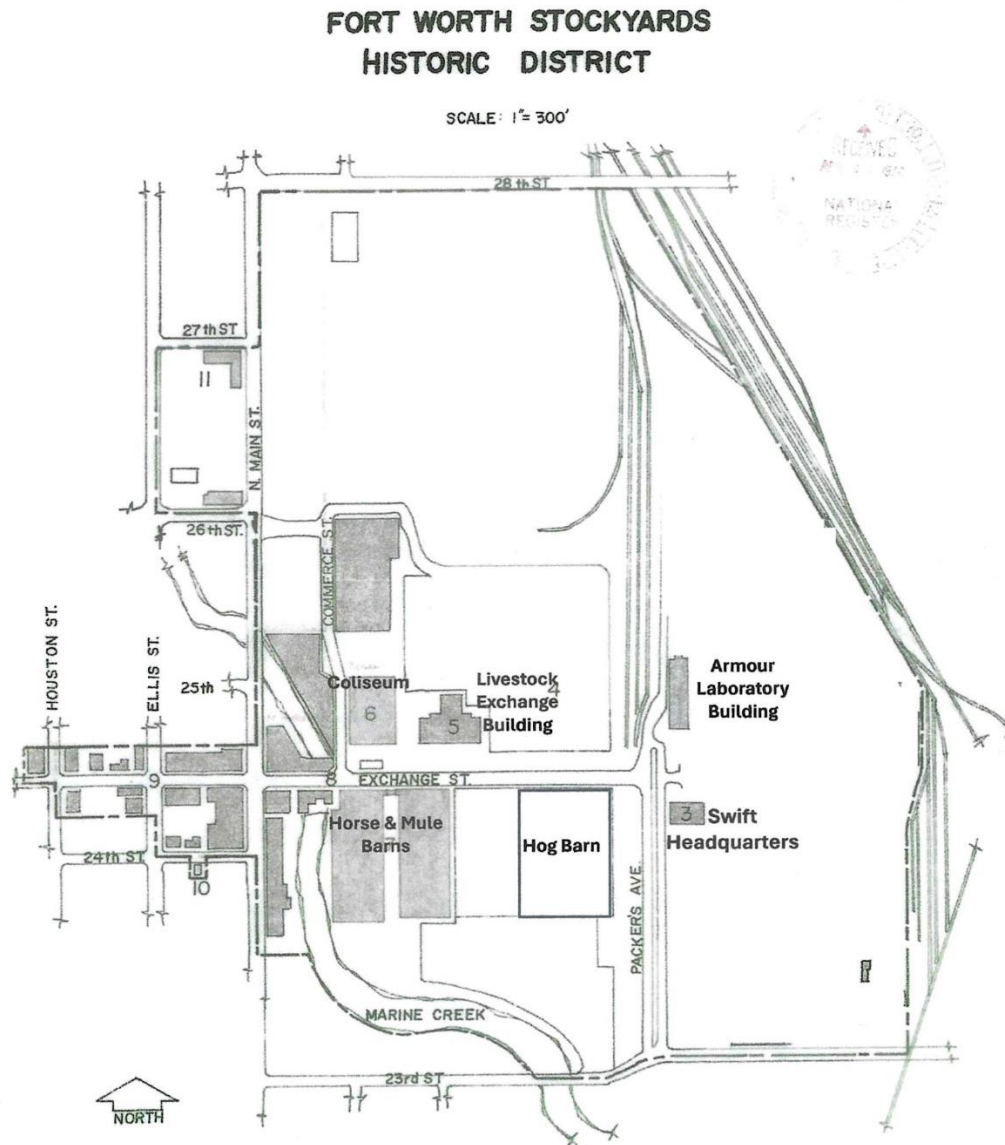 FORT WORTH STOCKYARDS
HISTORIC DISTRICT
SCALE: 1"= 300'
RECEIVED
NATIONAL
REGISTER
28 th ST.
27th ST.
11
N. MAIN ST.
26th ST.
COMMERCE ST.
HOUSTON ST.
ELLIS ST.
25th
Coliseum
6
Livestock
Exchange
Building
4
5
Armour
Laboratory
Building
9
8
EXCHANGE ST.
Horse & Mule
Barns
Hog Barn
3
Swift
Headquarters
24th ST.
10
PACKER'S AVE.
MARINE CREEK
23rd ST.
NORTH